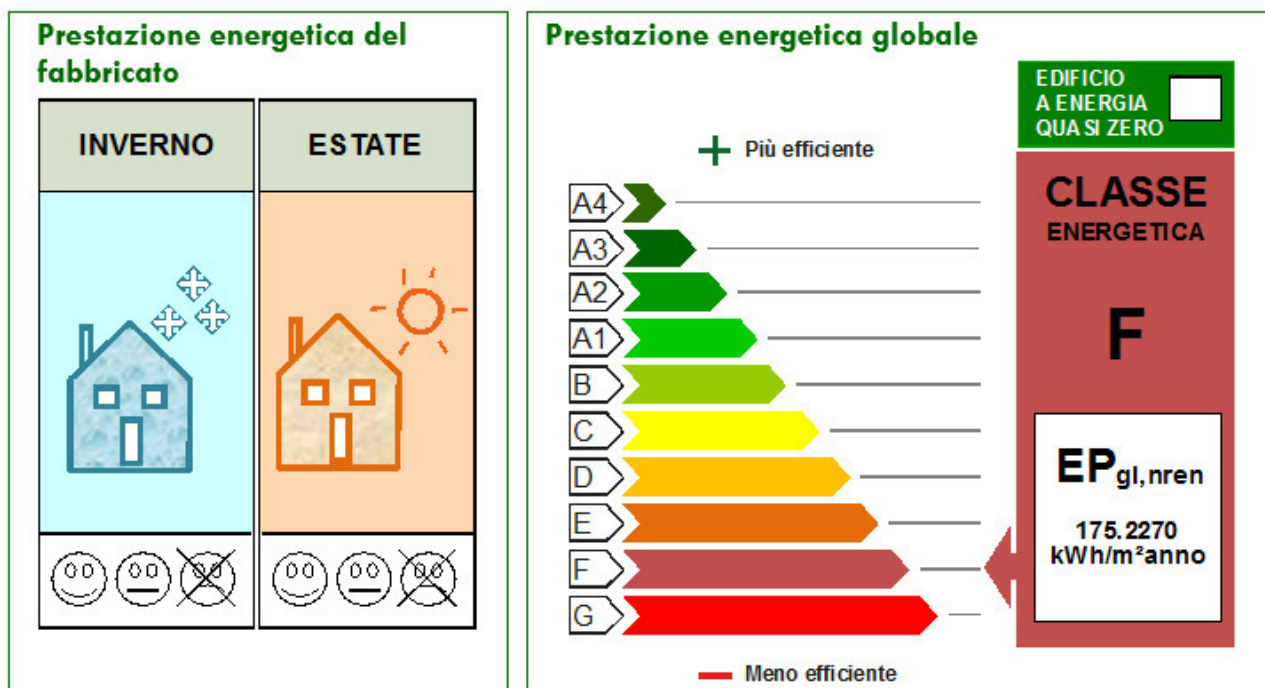 Prestazione energetica del
fabbricato
INVERNO
ESTATE
Prestazione energetica globale
Più efficiente
A4
A3
A2
A1
B
C
D
E
F
G
Meno efficiente
EDIFICIO
A ENERGIA
QUASI ZERO
CLASSE
ENERGETICA
F
EPgl,nren
175.2270
kWh/m²anno